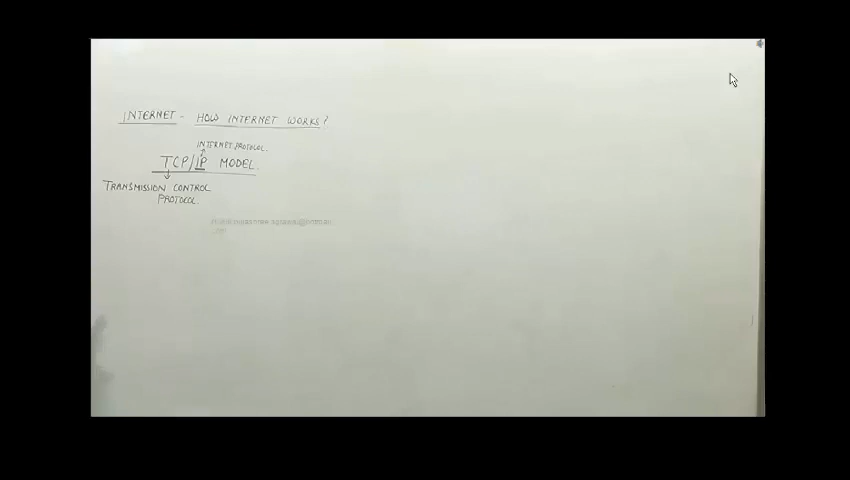 INTERNET - HOW INTERNET WORKS?
INTERNET PROTOCOL
TCP/IP MODEL.
TRANSMISSION CONTROL
PROTOCOL.